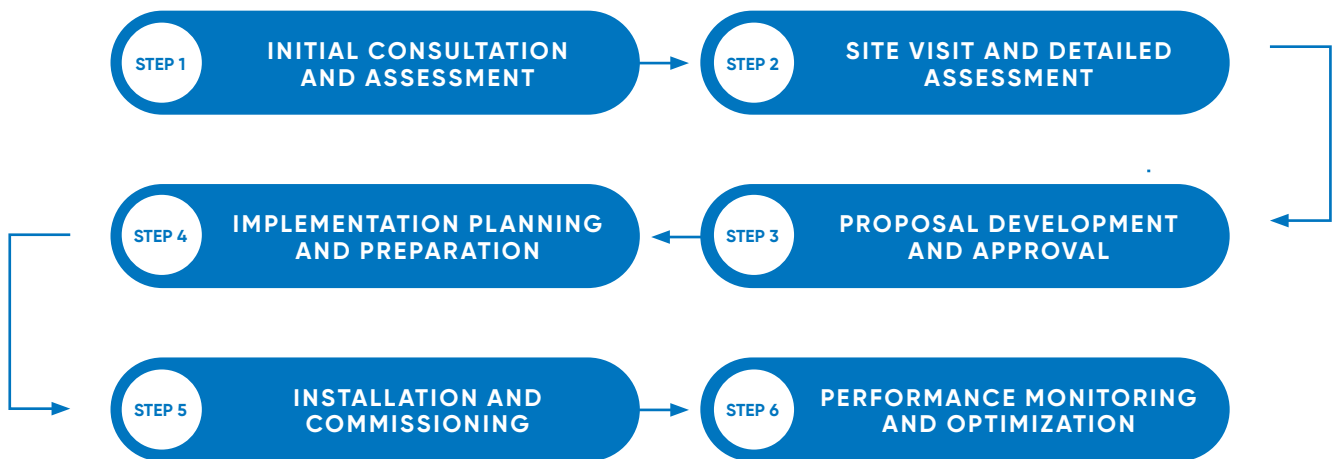 STEP 1
INITIAL CONSULTATION
AND ASSESSMENT
STEP 2
SITE VISIT AND DETAILED
ASSESSMENT
STEP 3
PROPOSAL DEVELOPMENT
AND APPROVAL
STEP 4
IMPLEMENTATION PLANNING
AND PREPARATION
STEP 5
INSTALLATION AND
COMMISSIONING
STEP 6
PERFORMANCE MONITORING
AND OPTIMIZATION